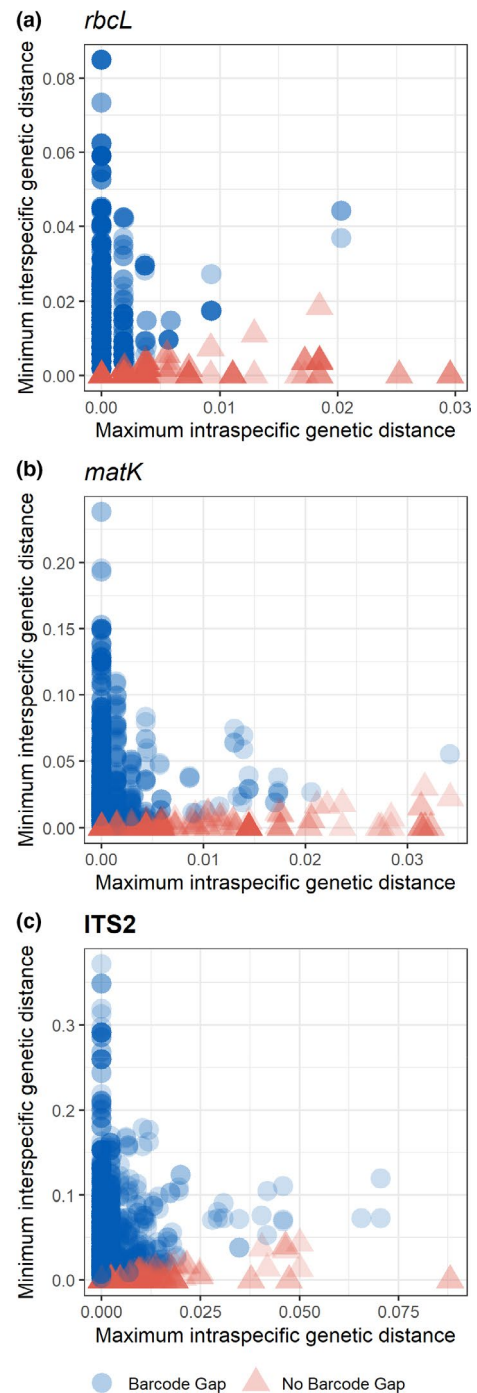 (a) rbcL
Minimum interspecific genetic distance
0.08
0.06
0.04
0.02
0.00
0.00 0.01 0.02 0.03
Maximum intraspecific genetic distance
(b) matK
Minimum interspecific genetic distance
0.20
0.15
0.10
0.05
0.00
0.00 0.01 0.02 0.03
Maximum intraspecific genetic distance
(c) ITS2
Minimum interspecific genetic distance
0.3
0.2
0.1
0.0
0.000 0.025 0.050 0.075
Maximum intraspecific genetic distance
Barcode Gap No Barcode Gap